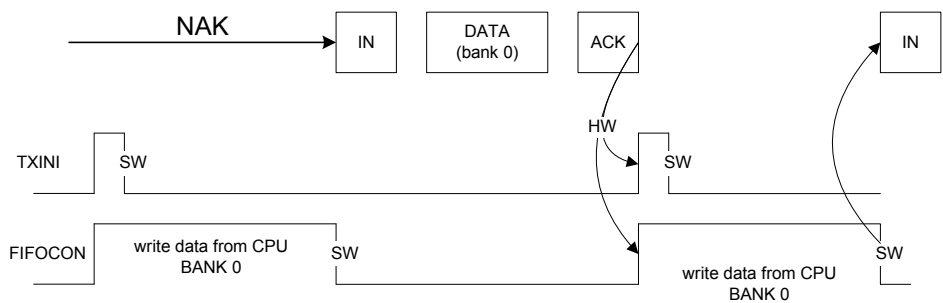 NAK
IN
DATA
(bank 0)
ACK
IN
HW
TXINI
SW
SW
FIFOCON
write data from CPU
BANK 0
SW
write data from CPU
BANK 0
SW